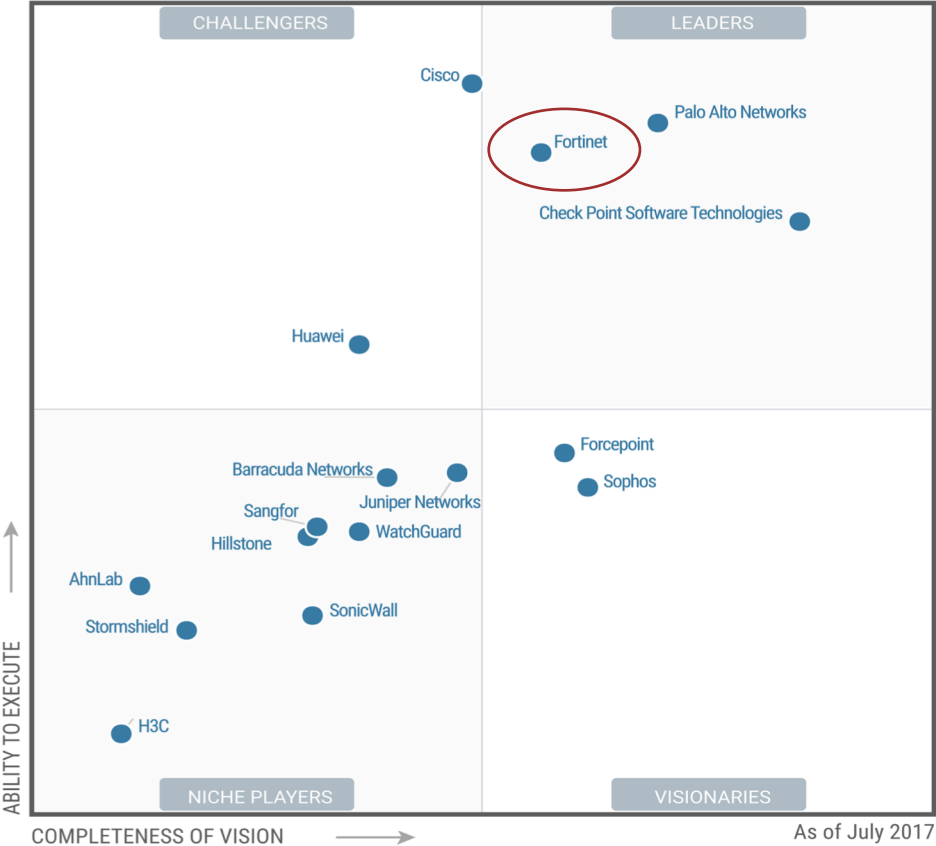 CHALLENGERS
LEADERS
Cisco
Palo Alto Networks
Fortinet
Check Point Software Technologies
Huawei
Forcepoint
Barracuda Networks
Sophos
Juniper Networks
Sangfor
WatchGuard
Hillstone
AhnLab
SonicWall
Stormshield
H3C
ABILITY TO EXECUTE
NICHE PLAYERS
VISIONARIES
COMPLETENESS OF VISION
As of July 2017